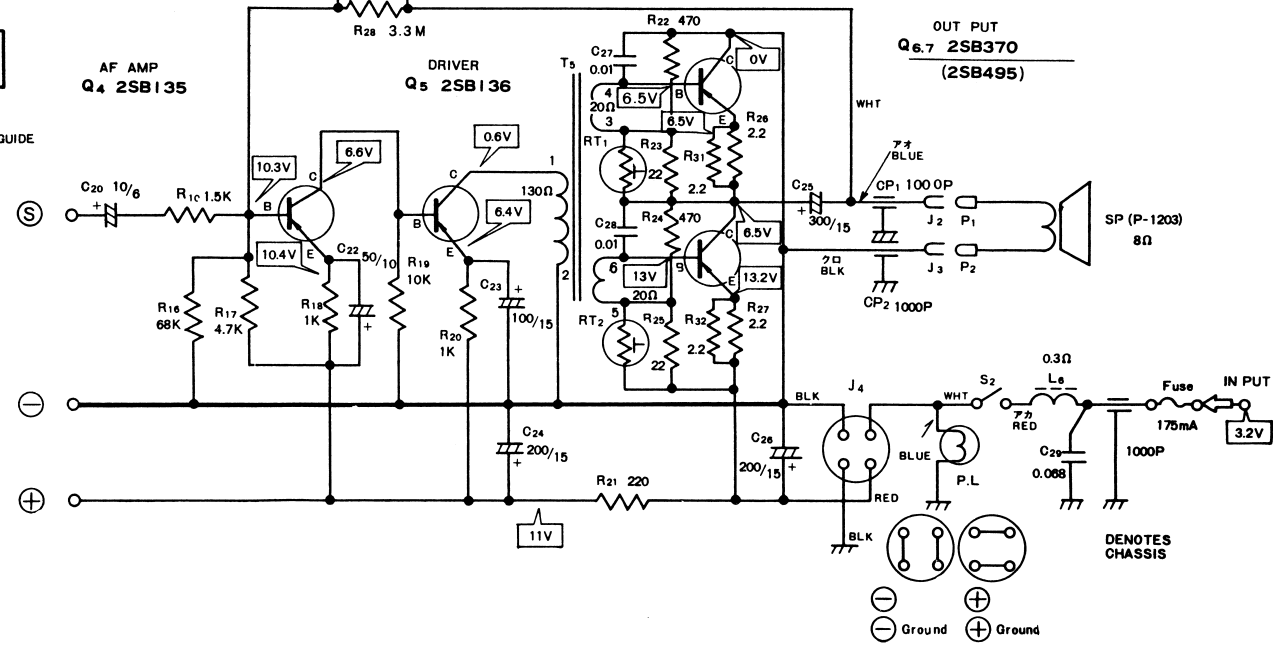 R28 3.3M
AF AMP
Q4 2SB135
DRIVER
Q5 2SB136
OUT PUT
Q6.7 2SB370
(2SB495)
GUIDE
T5
C27
0.01
R22 470
C
0V
4
20Ω
3
6.5V
B
6.5V
E
R26
2.2
WHT
アオ
BLUE
RT1
R23
22
R31
2.2
C20 10/6
S
+
R1C 1.5K
10.3V
B
C
6.6V
E
10.4V
C22 50/10
+
R16
68K
R17
4.7K
R18
1K
0.6V
C
B
6.4V
E
R19
10K
C23
+
100/15
R20
1K
1
130Ω
2
R24
470
C28
0.01
6
13V
20Ω
5
B
C
6.5V
E
13.2V
RT2
R25
22
R32
2.2
R27
2.2
C25
+
300/15
CP1 1000P
J2
P1
クロ
BLK
J3
P2
CP2 1000P
SP (P-1203)
8Ω
−
BLK
J4
WHT
S2
0.3Ω
L6
アカ
RED
Fuse
175mA
IN PUT
3.2V
C24
200/15
+
C26
200/15
+
BLUE
P.L
C29
0.068
1000P
+
R21 220
RED
11V
BLK
DENOTES
CHASSIS
−
+
− Ground
+ Ground